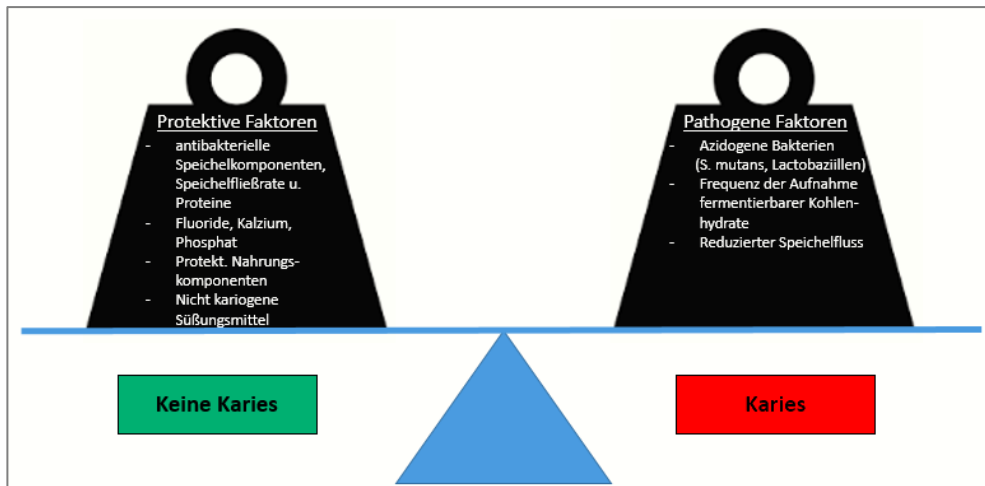 Protektive Faktoren
- antibakterielle
Speichelkomponenten,
Speichelfließrate u.
Proteine
- Fluoride, Kalzium,
Phosphat
- Protekt. Nahrungs-
komponenten
- Nicht kariogene
Süßungsmittel
Pathogene Faktoren
- Azidogene Bakterien
(S. mutans, Lactobaziillen)
- Frequenz der Aufnahme
fermentierbarer Kohlen-
hydrate
- Reduzierter Speichelfluss
Keine Karies
Karies